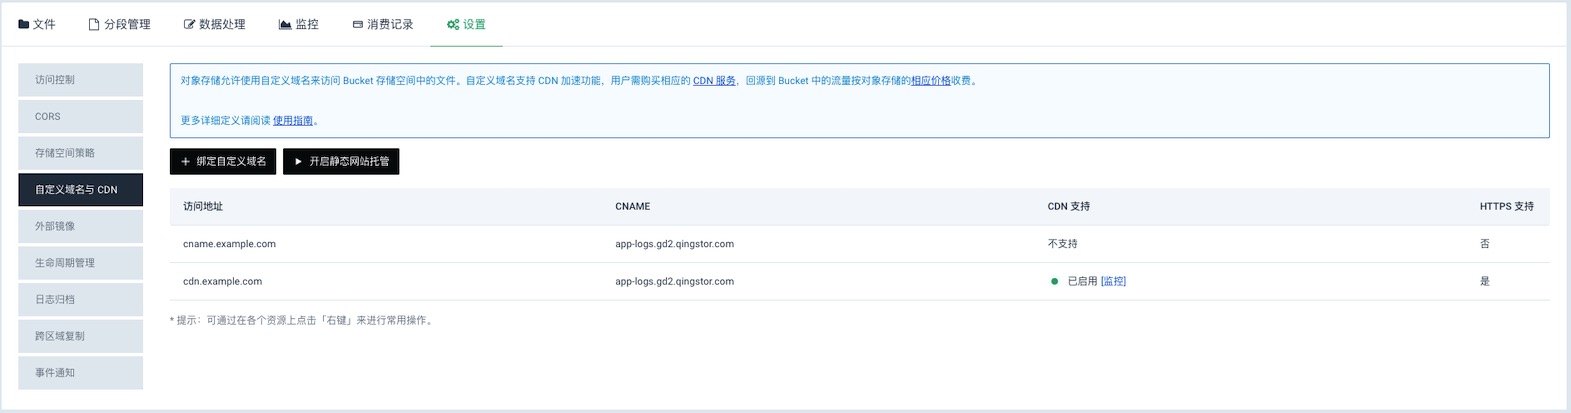 文件 分段管理 数据处理 监控 消费记录 设置
访问控制
CORS
存储空间策略
自定义域名与 CDN
外部镜像
生命周期管理
日志归档
跨区域复制
事件通知
对象存储允许使用自定义域名来访问 Bucket 存储空间中的文件。自定义域名支持 CDN 加速功能，用户需购买相应的 CDN 服务，回源到 Bucket 中的流量按对象存储的相应价格收费。
更多详细定义请阅读 使用指南。
绑定自定义域名 开启静态网站托管
访问地址 CNAME CDN 支持 HTTPS 支持
cname.example.com app-logs.gd2.qingstor.com 不支持 否
cdn.example.com app-logs.gd2.qingstor.com 已启用 [监控] 是
* 提示：可通过在各个资源上点击「右键」来进行常用操作。